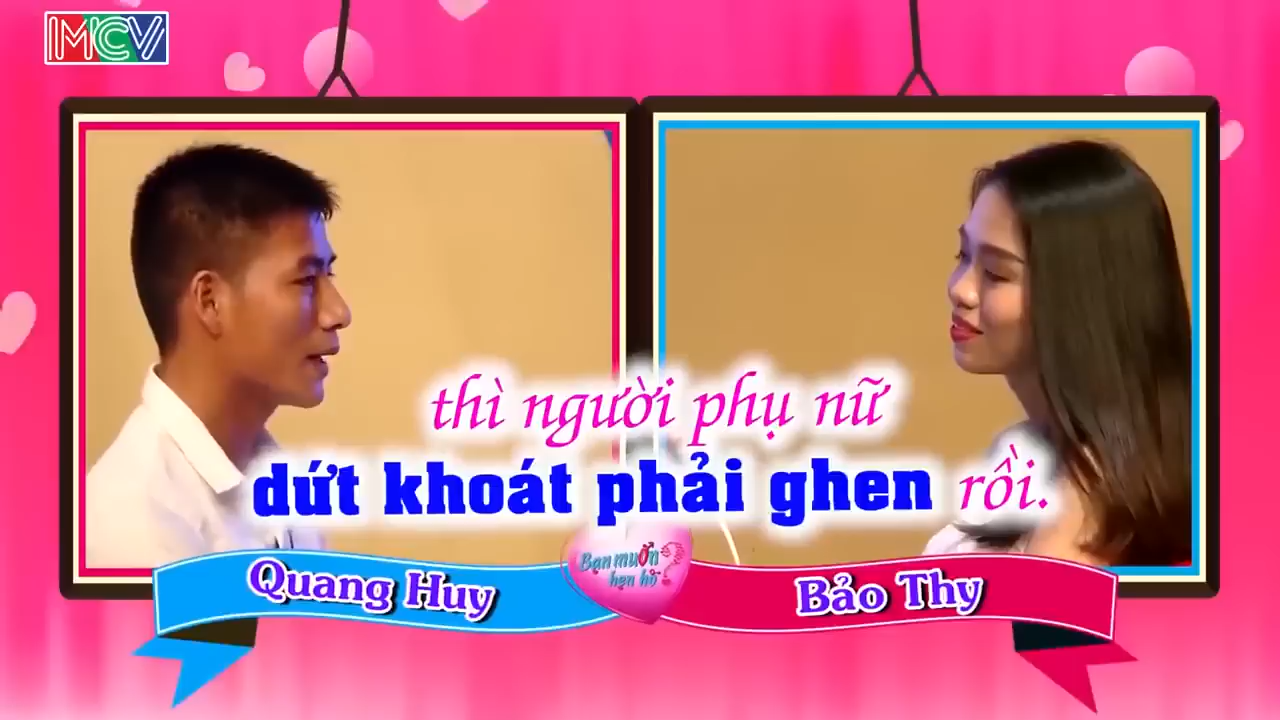 MCV
thì người phụ nữ
dứt khoát phải ghen rồi.
Bạn muốn
hẹn hò
Quang Huy
Bảo Thy